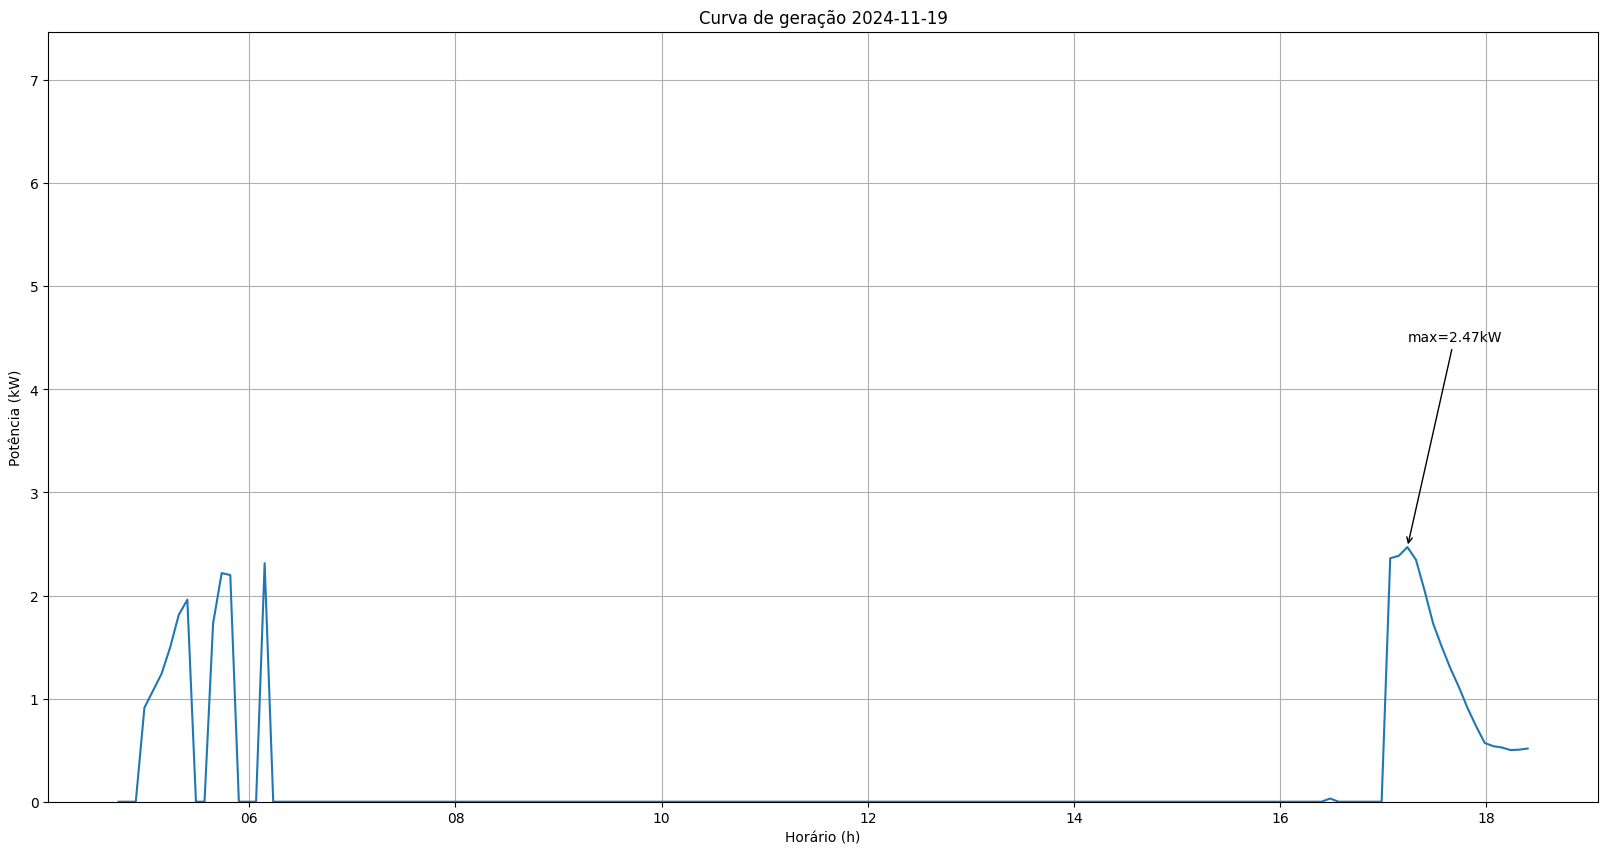 Curva de geração 2024-11-19
7
6
5
max=2.47kW
4
Potência (kW)
3
2
1
0
06 08 10 12 14 16 18
Horário (h)